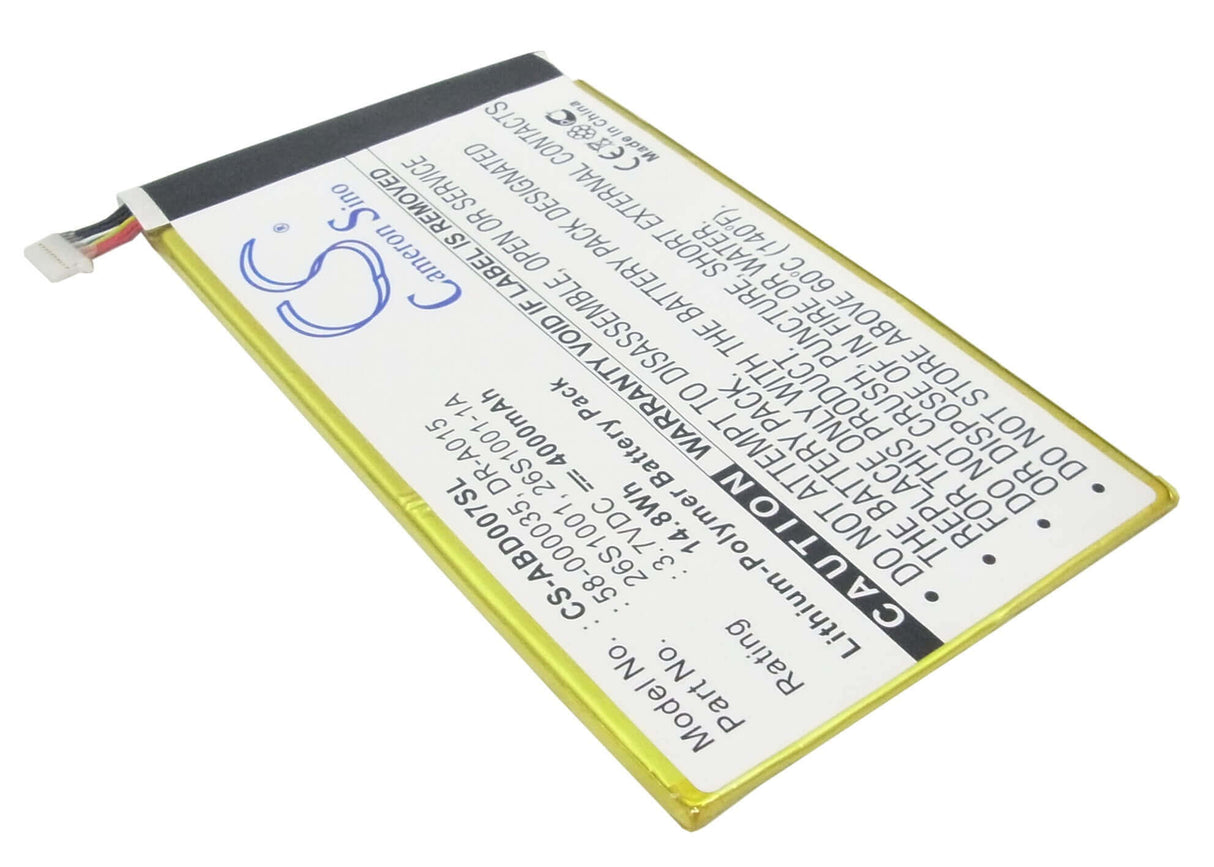 Cameron Sino
®
Model No. : CS-ABD007SL
Part No. : 58-000035, DR-A015
26S1001, 26S1001-1A
Rating : 3.7VDC ⎓ 4000mAh
14.8Wh
Lithium-Polymer Battery Pack
CAUTION WARRANTY VOID IF LABEL IS REMOVED
• DO NOT ATTEMPT TO DISASSEMBLE, OPEN OR SERVICE
THE BATTERY PACK.
• REPLACE ONLY WITH THE BATTERY PACK DESIGNATED
FOR THIS PRODUCT.
• DO NOT CRUSH, PUNCTURE, SHORT EXTERNAL CONTACTS
OR DISPOSE OF IN FIRE OR WATER.
• DO NOT STORE ABOVE 60°C (140°F).
CE
Made in China